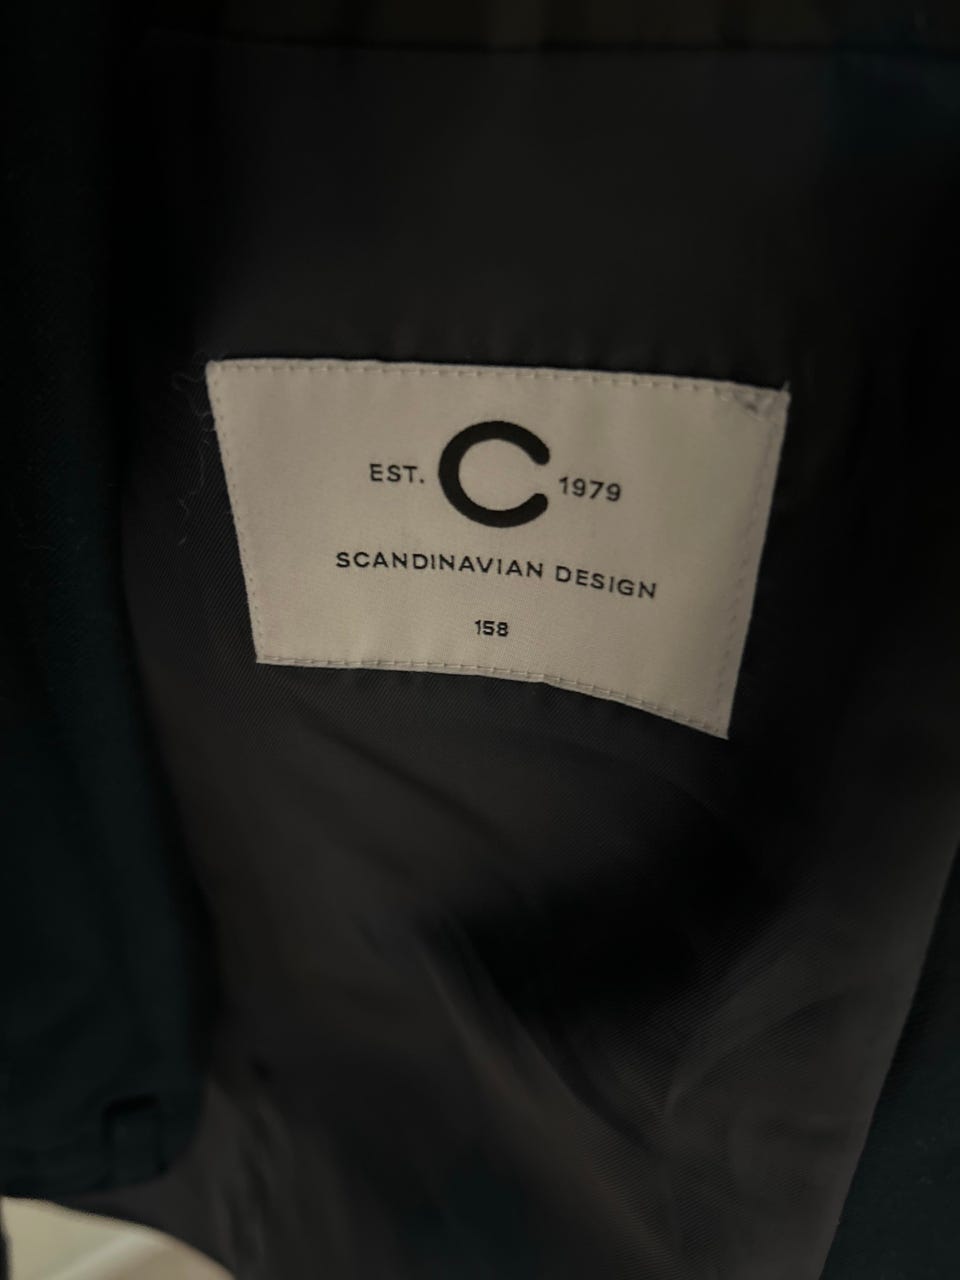 EST. C 1979
SCANDINAVIAN DESIGN
158